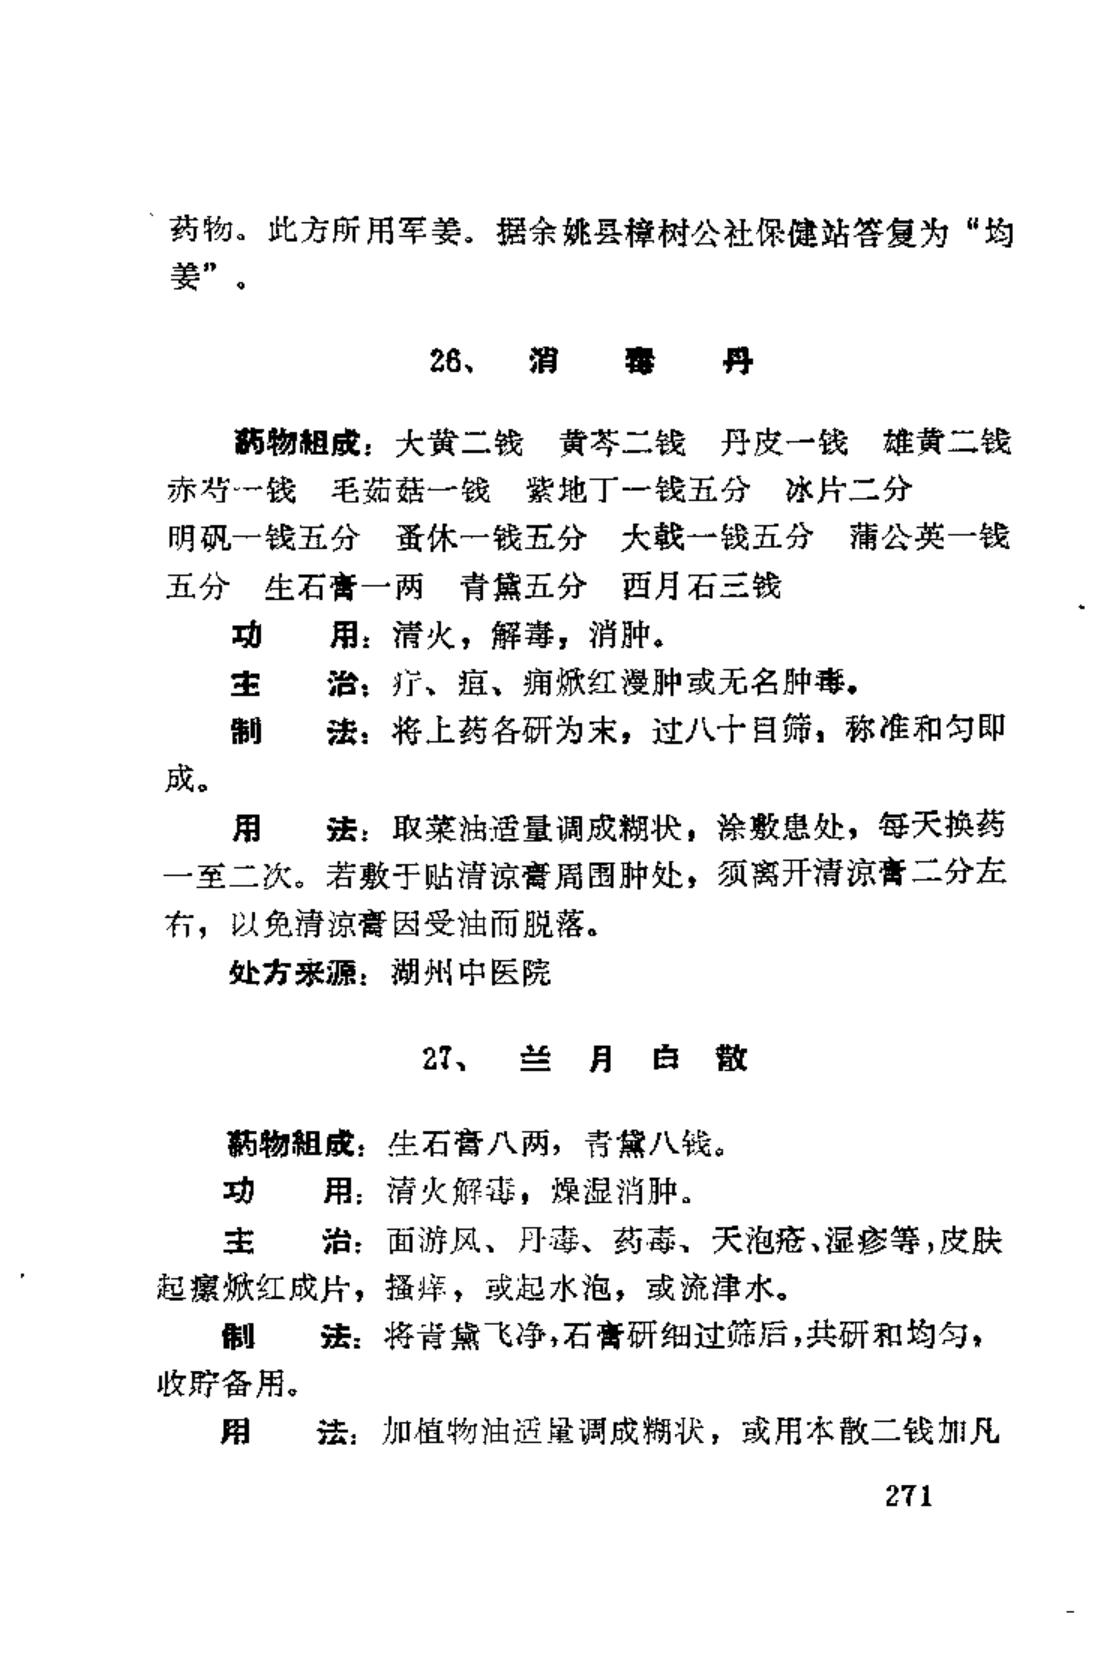 药物。此方所用军姜。据余姚县樟树公社保健站答复为“均
姜”。
26、 消 毒 丹
药物組成：大黄二钱 黄芩二钱 丹皮一钱 雄黄二钱
赤芍一钱 毛茹菇一钱 紫地丁一钱五分 冰片二分
明矾一钱五分 蚤休一钱五分 大戟一钱五分 蒲公英一钱
五分 生石膏一两 青黛五分 西月石三钱
功 用：清火，解毒，消肿。
主 治：疔、疽、痈焮红漫肿或无名肿毒。
制 法：将上药各研为末，过八十目筛，称准和匀即
成。
用 法：取菜油适量调成糊状，涂敷患处，每天换药
一至二次。若敷于贴清凉膏周围肿处，须离开清凉膏二分左
右，以免清凉膏因受油而脱落。
处方来源：湖州中医院
27、 兰 月 白 散
药物組成：生石膏八两，青黛八钱。
功 用：清火解毒，燥湿消肿。
主 治：面游风、丹毒、药毒、天泡疮、湿疹等，皮肤
起瘰焮红成片，搔痒，或起水泡，或流津水。
制 法：将青黛飞净，石膏研细过筛后，共研和均匀，
收贮备用。
用 法：加植物油适量调成糊状，或用本散二钱加凡
271